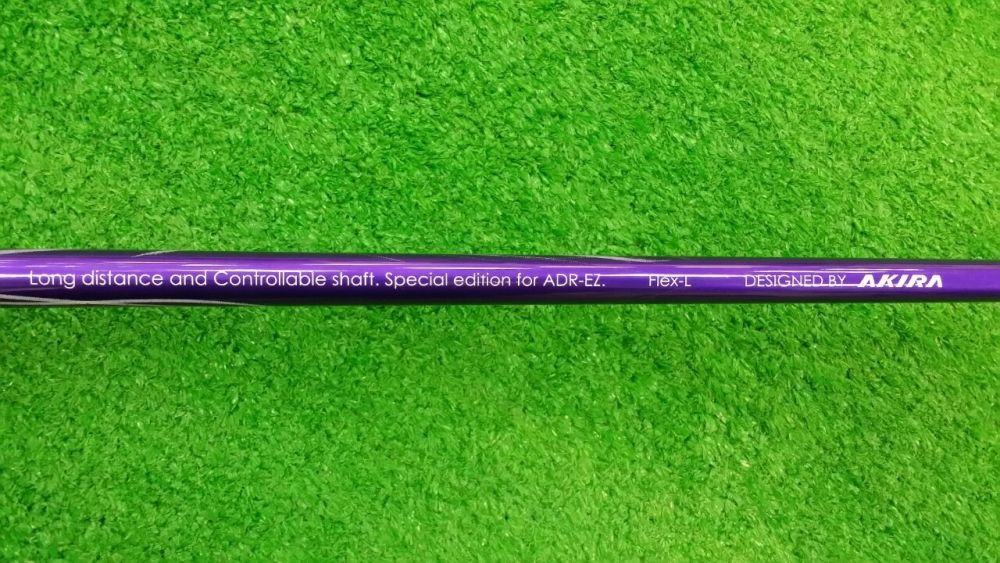 Long distance and Controllable shaft. Special edition for ADR-EZ. Flex-L DESIGNED BY AKIRA